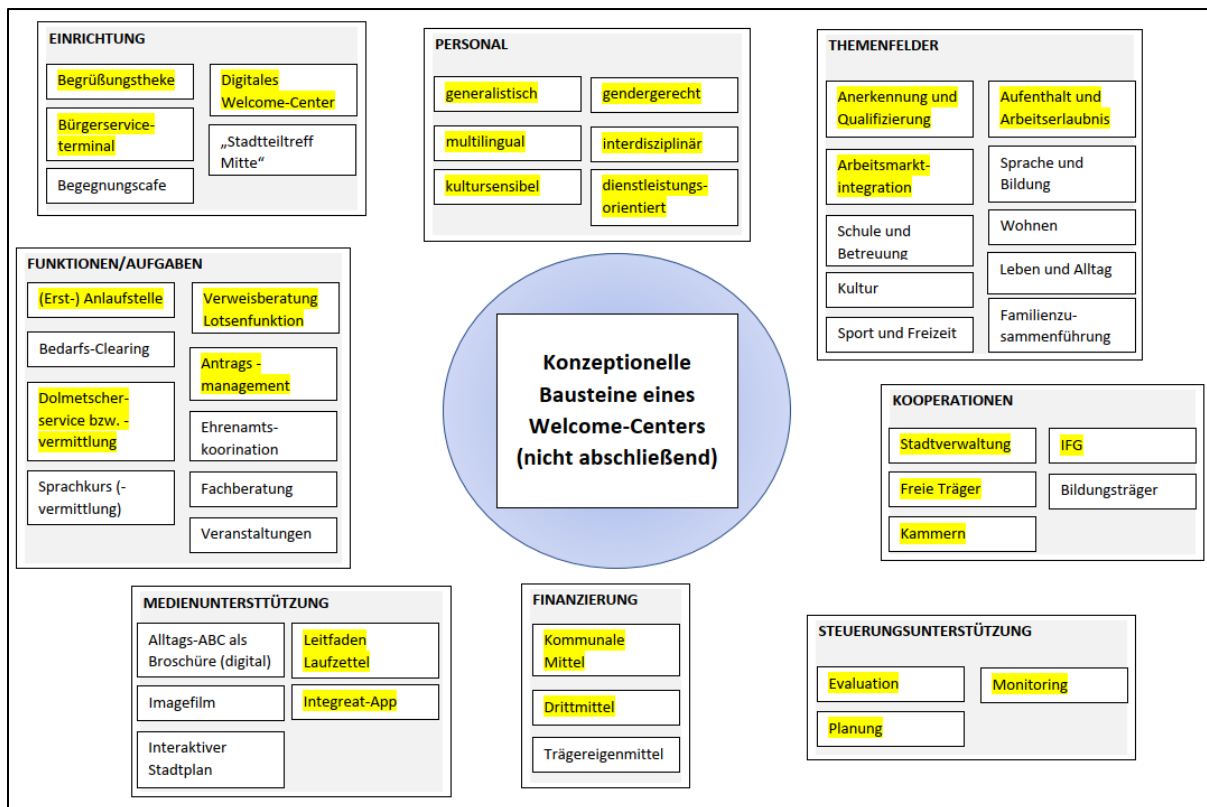 EINRICHTUNG
Begrüßungstheke
Digitales
Welcome-Center
Bürgerservice-
terminal
„Stadtteiltreff
Mitte“
Begegnungscafe
PERSONAL
generalistisch
gendergerecht
multilingual
interdisziplinär
kultursensibel
dienstleistungs-
orientiert
THEMENFELDER
Anerkennung und
Qualifizierung
Aufenthalt und
Arbeitserlaubnis
Arbeitsmarkt-
integration
Sprache und
Bildung
Schule und
Betreuung
Wohnen
Kultur
Leben und Alltag
Sport und Freizeit
Familienzu-
sammenführung
FUNKTIONEN/AUFGABEN
(Erst-) Anlaufstelle
Verweisberatung
Lotsenfunktion
Bedarfs-Clearing
Antrags -
management
Dolmetscher-
service bzw. -
vermittlung
Ehrenamts-
koorination
Sprachkurs (-
vermittlung)
Fachberatung
Veranstaltungen
Konzeptionelle
Bausteine eines
Welcome-Centers
(nicht abschließend)
KOOPERATIONEN
Stadtverwaltung
IFG
Freie Träger
Bildungsträger
Kammern
MEDIENUNTERSTTÜTZUNG
Alltags-ABC als
Broschüre (digital)
Leitfaden
Laufzettel
Imagefilm
Integreat-App
Interaktiver
Stadtplan
FINANZIERUNG
Kommunale
Mittel
Drittmittel
Trägereigenmittel
STEUERUNGSUNTERSTÜTZUNG
Evaluation
Monitoring
Planung